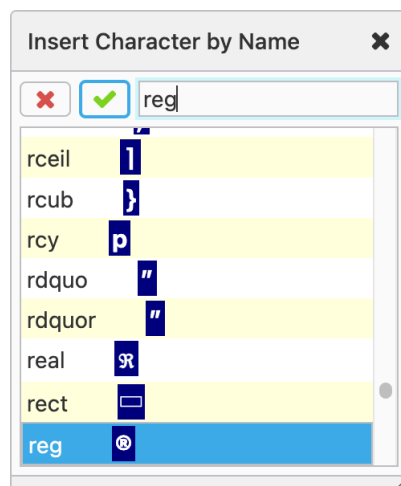 Insert Character by Name
reg
rceil ⌉
rcub }
rcy р
rdquo ”
rdquor ”
real ℜ
rect ▭
reg ®